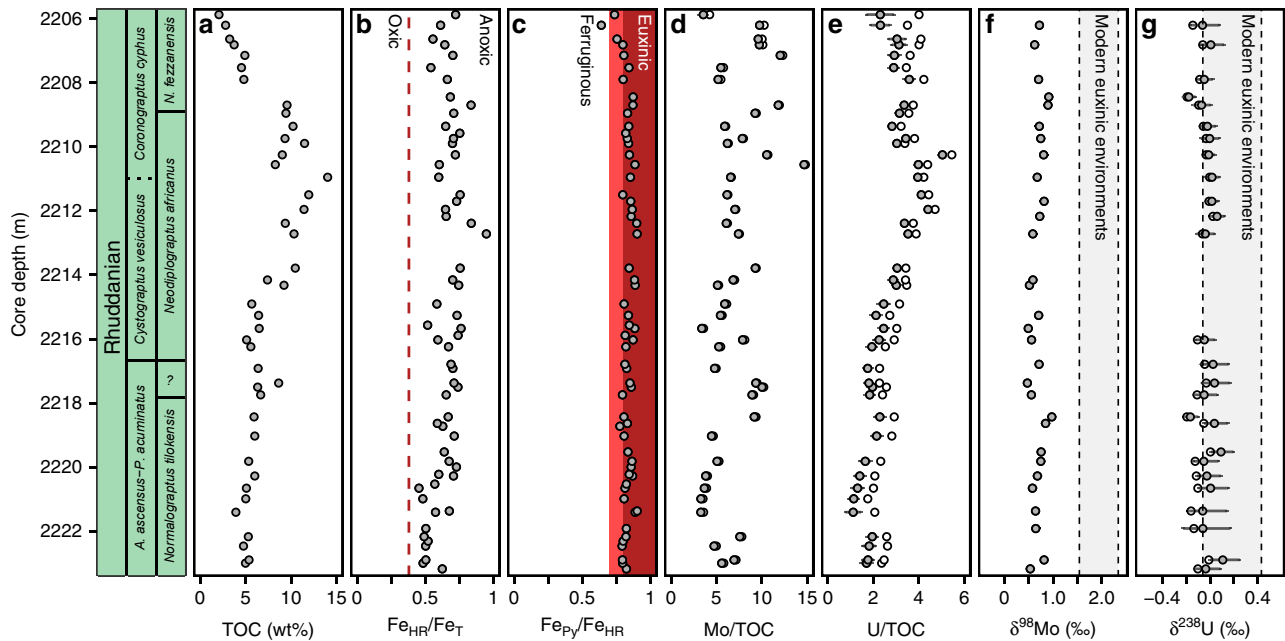 2206
2208
2210
2212
2214
2216
2218
2220
2222
Core depth (m)
Rhuddanian
Coronograptus cyphus
Cystograptus vesiculosus
A. ascensus–P. acuminatus
N. fezzanensis
Neodiplograptus africanus
?
Normalograptus tilokensis
a
0 5 10 15
TOC (wt%)
b
Oxic
Anoxic
0 0.5 1
FeHR/FeT
c
Ferruginous
Euxinic
0 0.5 1
FePy/FeHR
d
0 5 10 15
Mo/TOC
e
0 2 4 6
U/TOC
f
Modern euxinic environments
0 1.0 2.0
δ98Mo (‰)
g
Modern euxinic environments
−0.4 0.0 0.4
δ238U (‰)